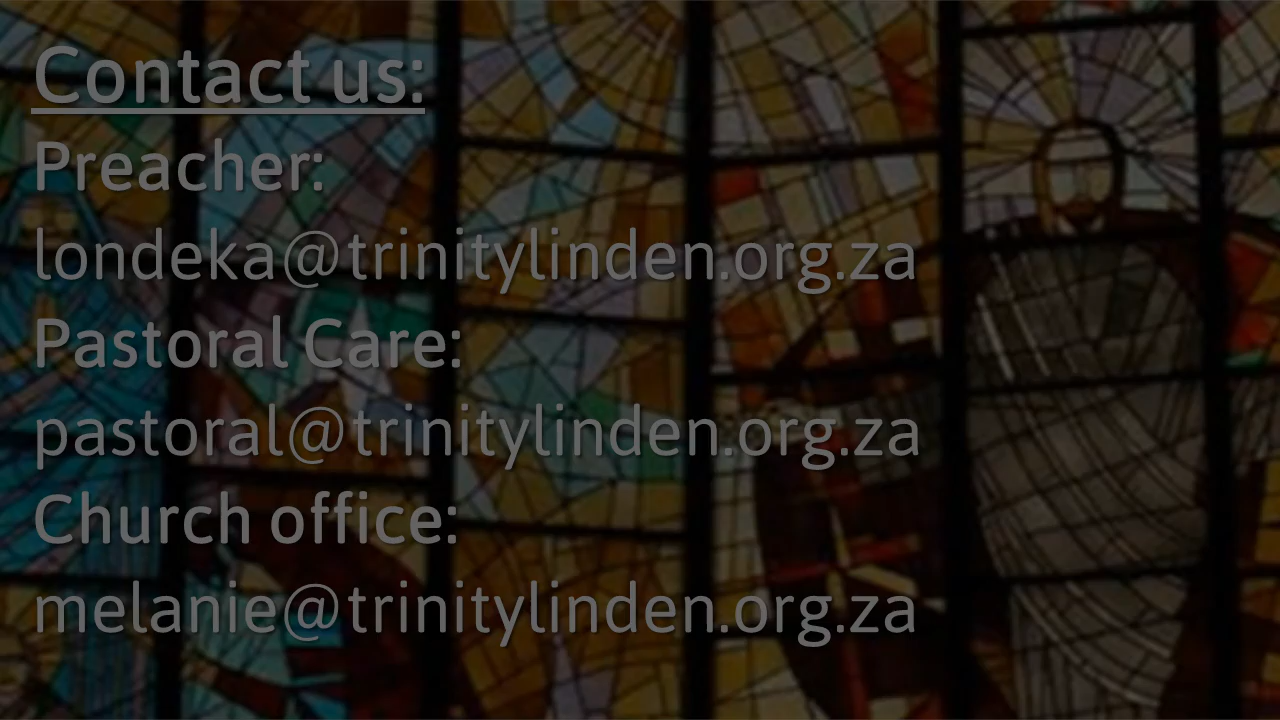 Contact us:
Preacher:
londeka@trinitylinden.org.za
Pastoral Care:
pastoral@trinitylinden.org.za
Church office:
melanie@trinitylinden.org.za